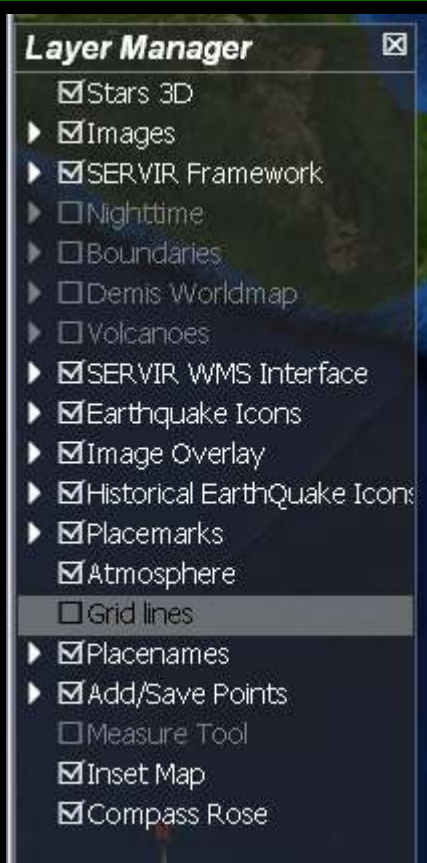 Layer Manager
Stars 3D
Images
SERVIR Framework
Nighttime
Boundaries
Demis Worldmap
Volcanoes
SERVIR WMS Interface
Earthquake Icons
Image Overlay
Historical EarthQuake Icons
Placemarks
Atmosphere
Grid lines
Placenames
Add/Save Points
Measure Tool
Inset Map
Compass Rose